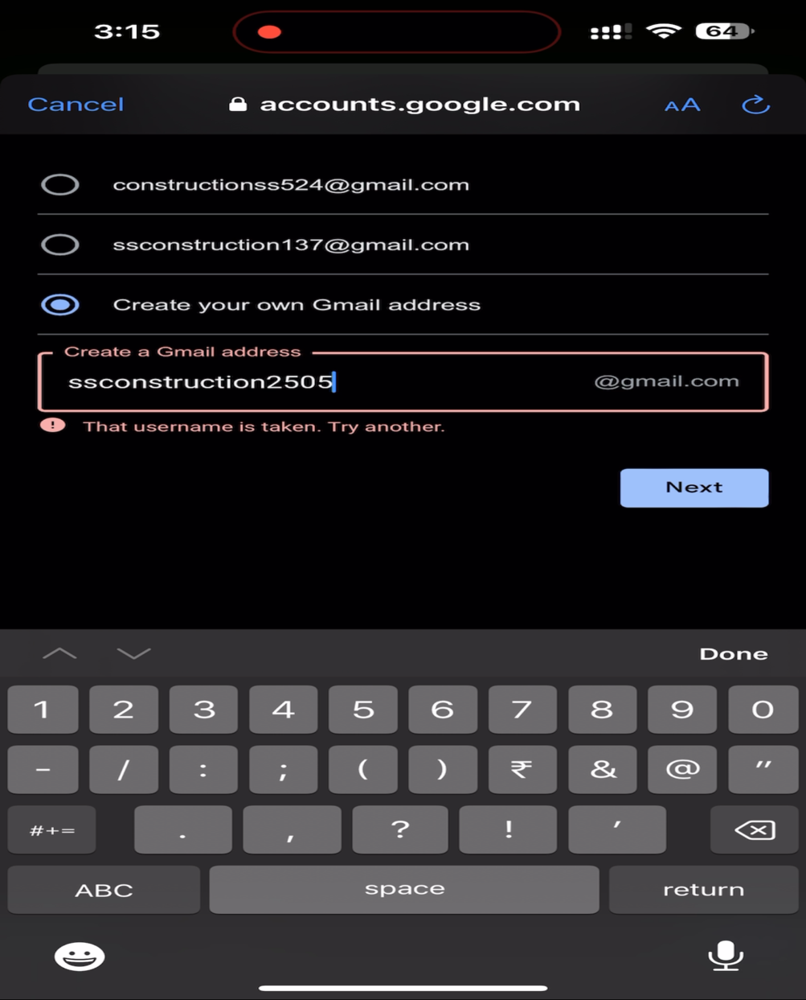 3:15
64
Cancel
accounts.google.com
AA
constructionss524@gmail.com
ssconstruction137@gmail.com
Create your own Gmail address
Create a Gmail address
ssconstruction2505
@gmail.com
! That username is taken. Try another.
Next
Done
1 2 3 4 5 6 7 8 9 0
- / : ; ( ) ₹ & @ "
#+= . , ? ! '
ABC space return